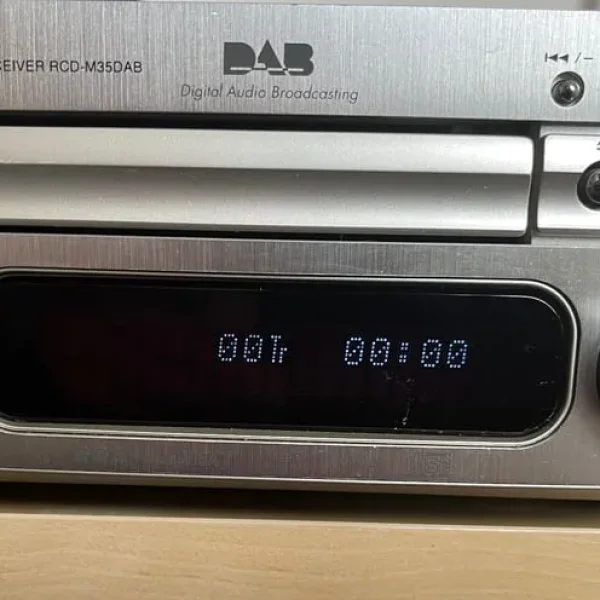 CEIVER RCD-M35DAB
DAB
Digital Audio Broadcasting
/ –
00Tr 00:00